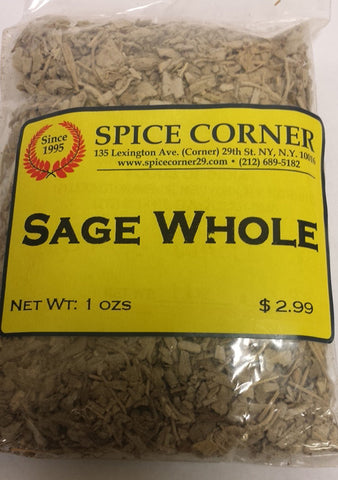 Since
1995
SPICE CORNER
135 Lexington Ave. (Corner) 29th St. NY, N.Y. 10016
www.spicecorner29.com • (212) 689-5182
SAGE WHOLE
NET WT: 1 OZS
$ 2.99